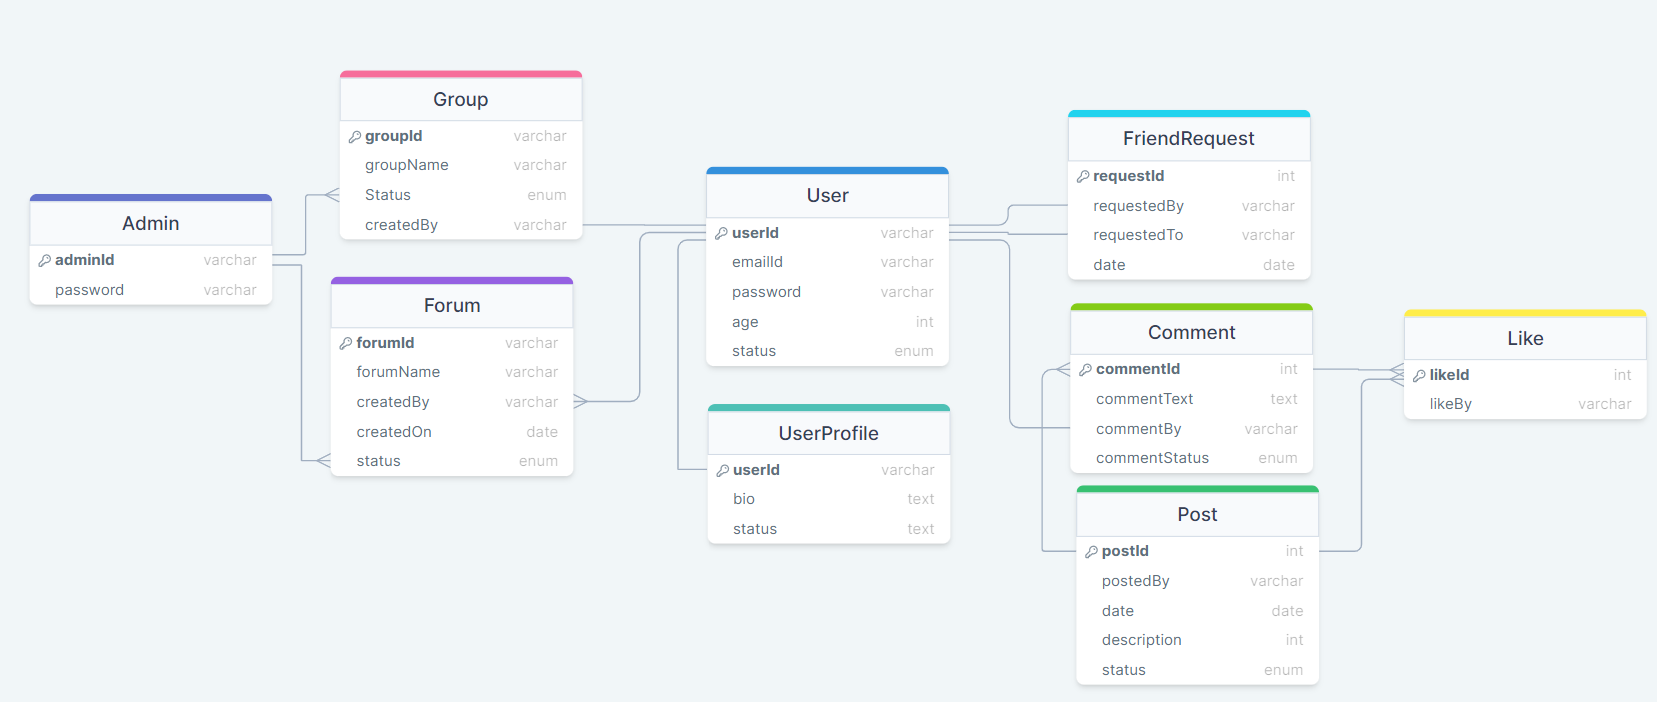 Admin
adminId varchar
password varchar
Group
groupId varchar
groupName varchar
Status enum
createdBy varchar
Forum
forumId varchar
forumName varchar
createdBy varchar
createdOn date
status enum
User
userId varchar
emailId varchar
password varchar
age int
status enum
UserProfile
userId varchar
bio text
status text
FriendRequest
requestId int
requestedBy varchar
requestedTo varchar
date date
Comment
commentId int
commentText text
commentBy varchar
commentStatus enum
Post
postId int
postedBy varchar
date date
description int
status enum
Like
likeId int
likeBy varchar